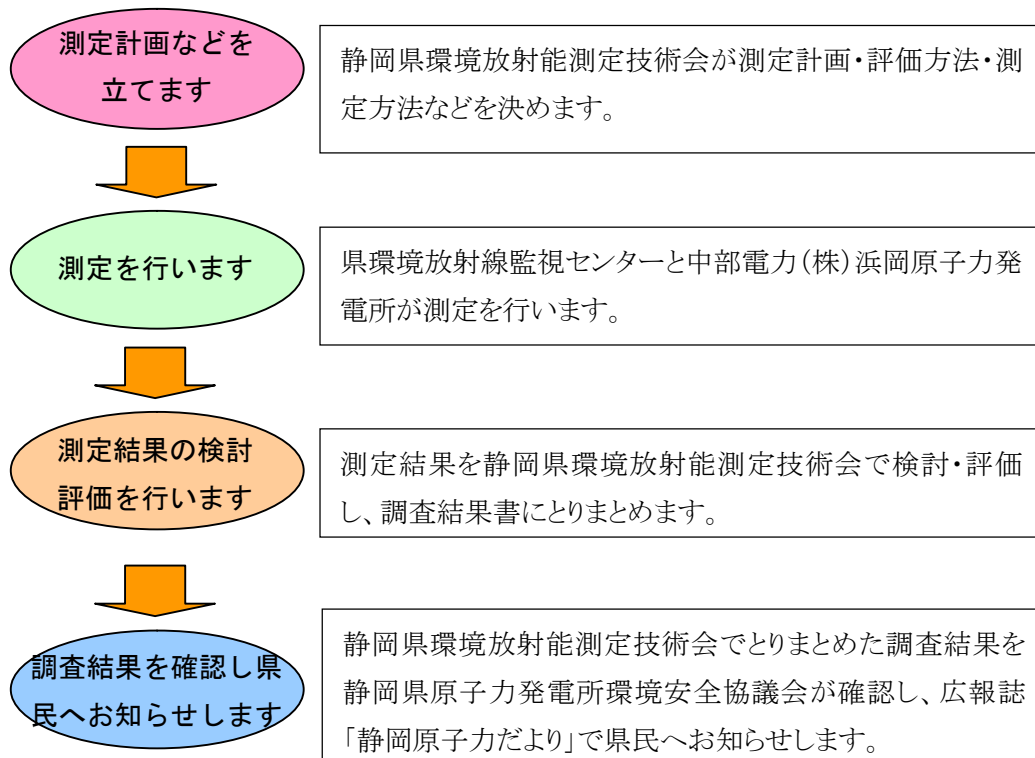 測定計画などを
立てます
静岡県環境放射能測定技術会が測定計画・評価方法・測
定方法などを決めます。
測定を行います
県環境放射線監視センターと中部電力(株)浜岡原子力発
電所が測定を行います。
測定結果の検討
評価を行います
測定結果を静岡県環境放射能測定技術会で検討・評価
し、調査結果書にとりまとめます。
調査結果を確認し県
民へお知らせします
静岡県環境放射能測定技術会でとりまとめた調査結果を
静岡県原子力発電所環境安全協議会が確認し、広報誌
「静岡原子力だより」で県民へお知らせします。